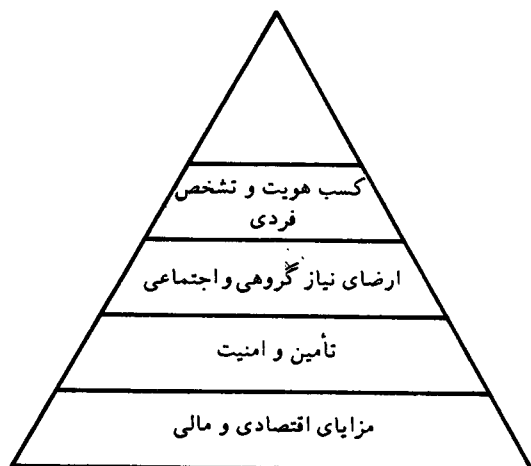 کسب هویت و تشخص
فردی
ارضای نیاز گروهی و اجتماعی
تأمین و امنیت
مزایای اقتصادی و مالی